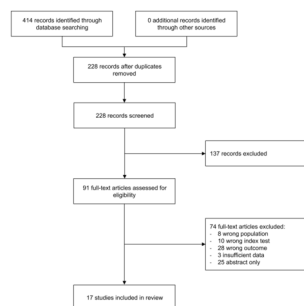 414 records identified through
database searching
0 additional records identified
through other sources
228 records after duplicates
removed
228 records screened
137 records excluded
91 full-text articles assessed for
eligibility
74 full-text articles excluded:
- 8 wrong population
- 10 wrong index test
- 28 wrong outcome
- 3 insufficient data
- 25 abstract only
17 studies included in review